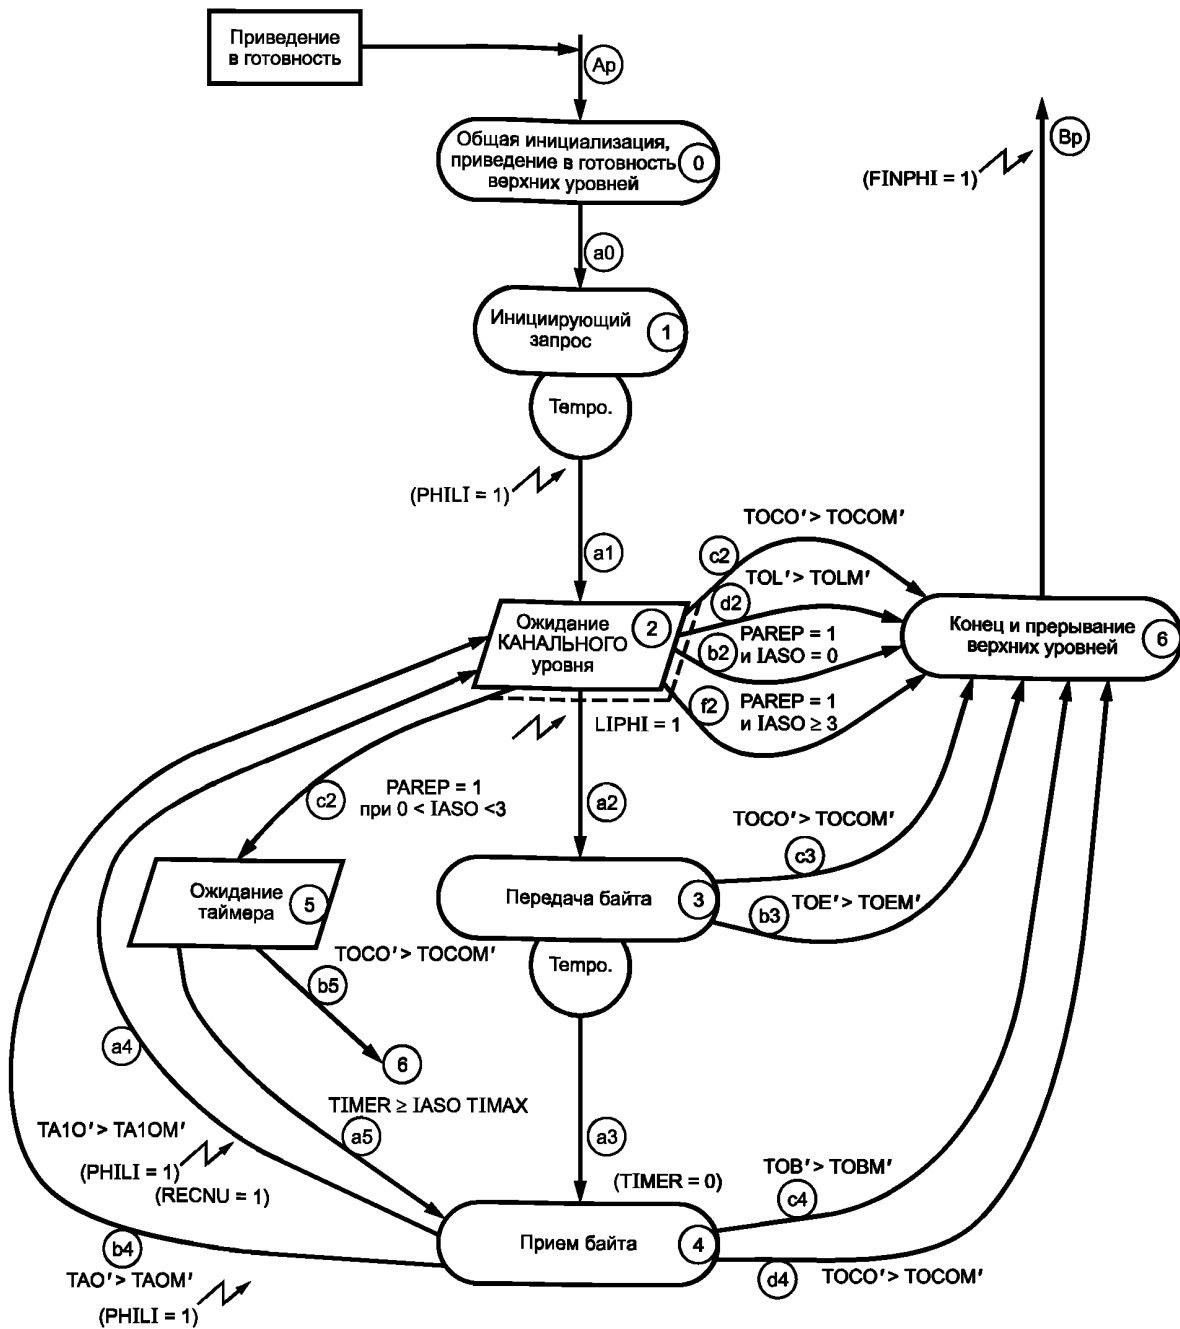 Приведение
в готовность
Ap
Общая инициализация,
приведение в готовность
верхних уровней
0
Bp
(FINPHI = 1)
a0
Инициирующий
запрос
1
Tempo.
(PHILI = 1)
a1
TOCO′ > TOCOM′
c2
TOL′ > TOLM′
d2
Ожидание
КАНАЛЬНОГО
уровня
2
PAREP = 1
и IASO = 0
b2
Конец и прерывание
верхних уровней
6
f2
PAREP = 1
и IASO ≥ 3
LIPHI = 1
c2
PAREP = 1
при 0 < IASO <3
a2
TOCO′ > TOCOM′
c3
Ожидание
таймера
5
Передача байта
3
TOE′ > TOEM′
b3
TOCO′ > TOCOM′
b5
Tempo.
a4
6
TIMER ≥ IASO TIMAX
a5
a3
TA1O′ > TA1OM′
(PHILI = 1)
(RECNU = 1)
(TIMER = 0)
TOB′ > TOBM′
c4
b4
Прием байта
4
TAO′ > TAOM′
(PHILI = 1)
d4
TOCO′ > TOCOM′